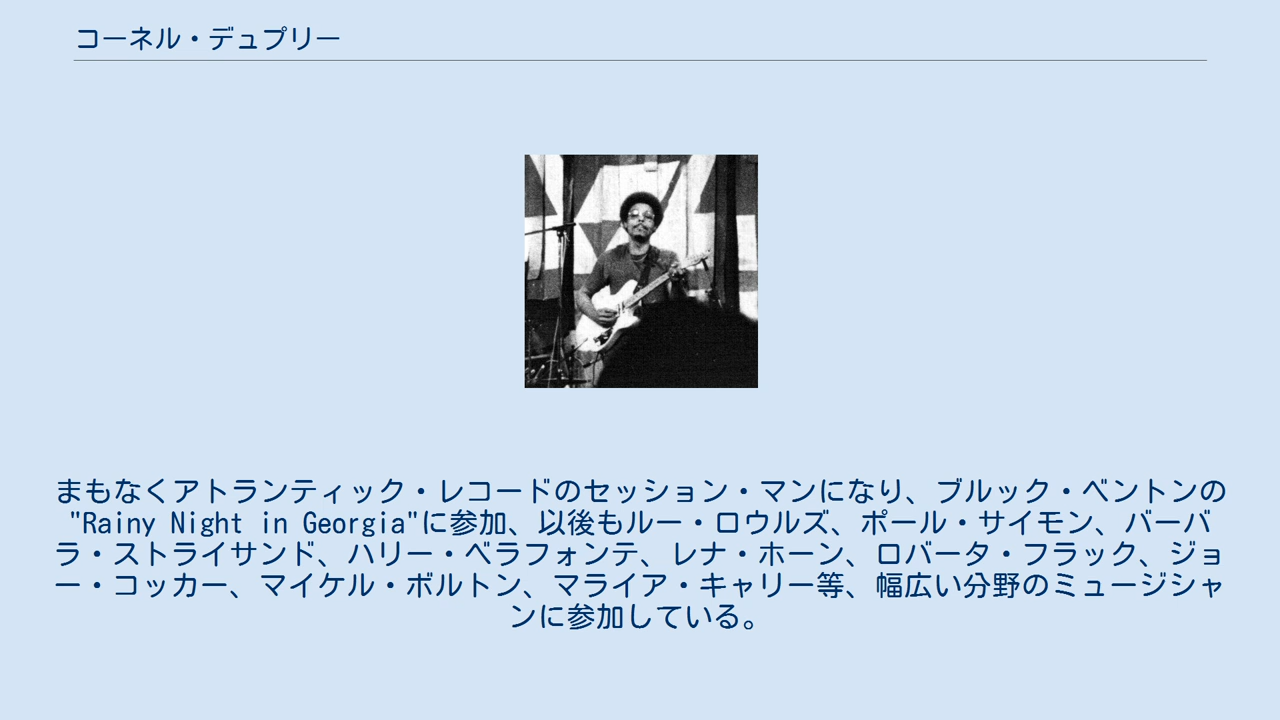 コーネル・デュプリー
まもなくアトランティック・レコードのセッション・マンになり、ブルック・ベントンの
"Rainy Night in Georgia"に参加、以後もルー・ロウルズ、ポール・サイモン、バーバ
ラ・ストライサンド、ハリー・ベラフォンテ、レナ・ホーン、ロバータ・フラック、ジョ
ー・コッカー、マイケル・ボルトン、マライア・キャリー等、幅広い分野のミュージシャ
ンに参加している。